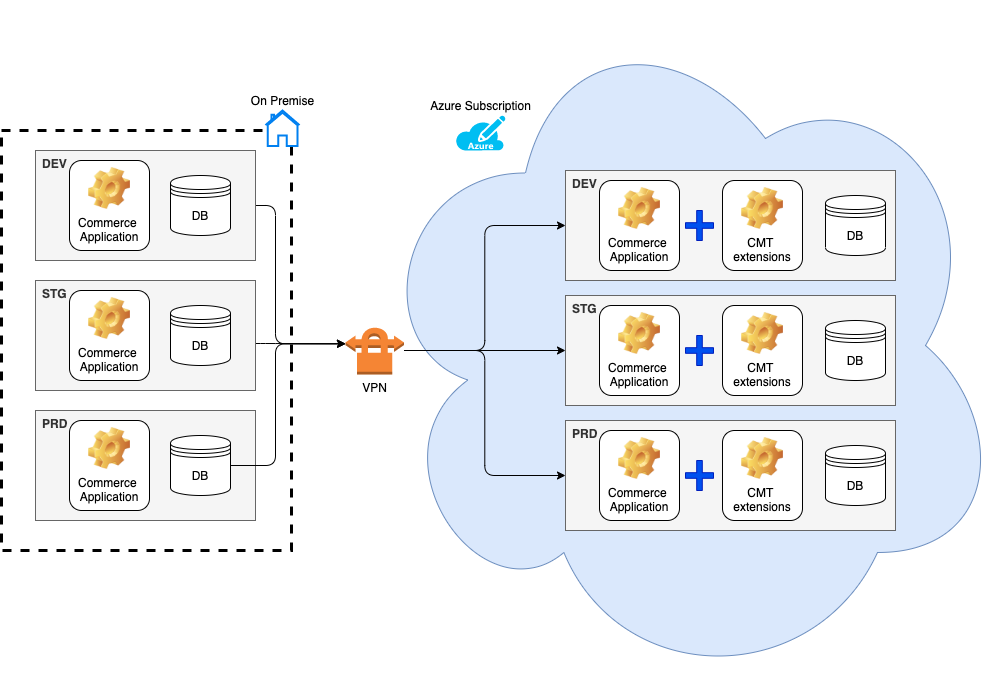 On Premise
DEV
Commerce
Application
DB
STG
Commerce
Application
DB
PRD
Commerce
Application
DB
VPN
Azure Subscription
Azure
DEV
Commerce
Application
CMT
extensions
DB
STG
Commerce
Application
CMT
extensions
DB
PRD
Commerce
Application
CMT
extensions
DB